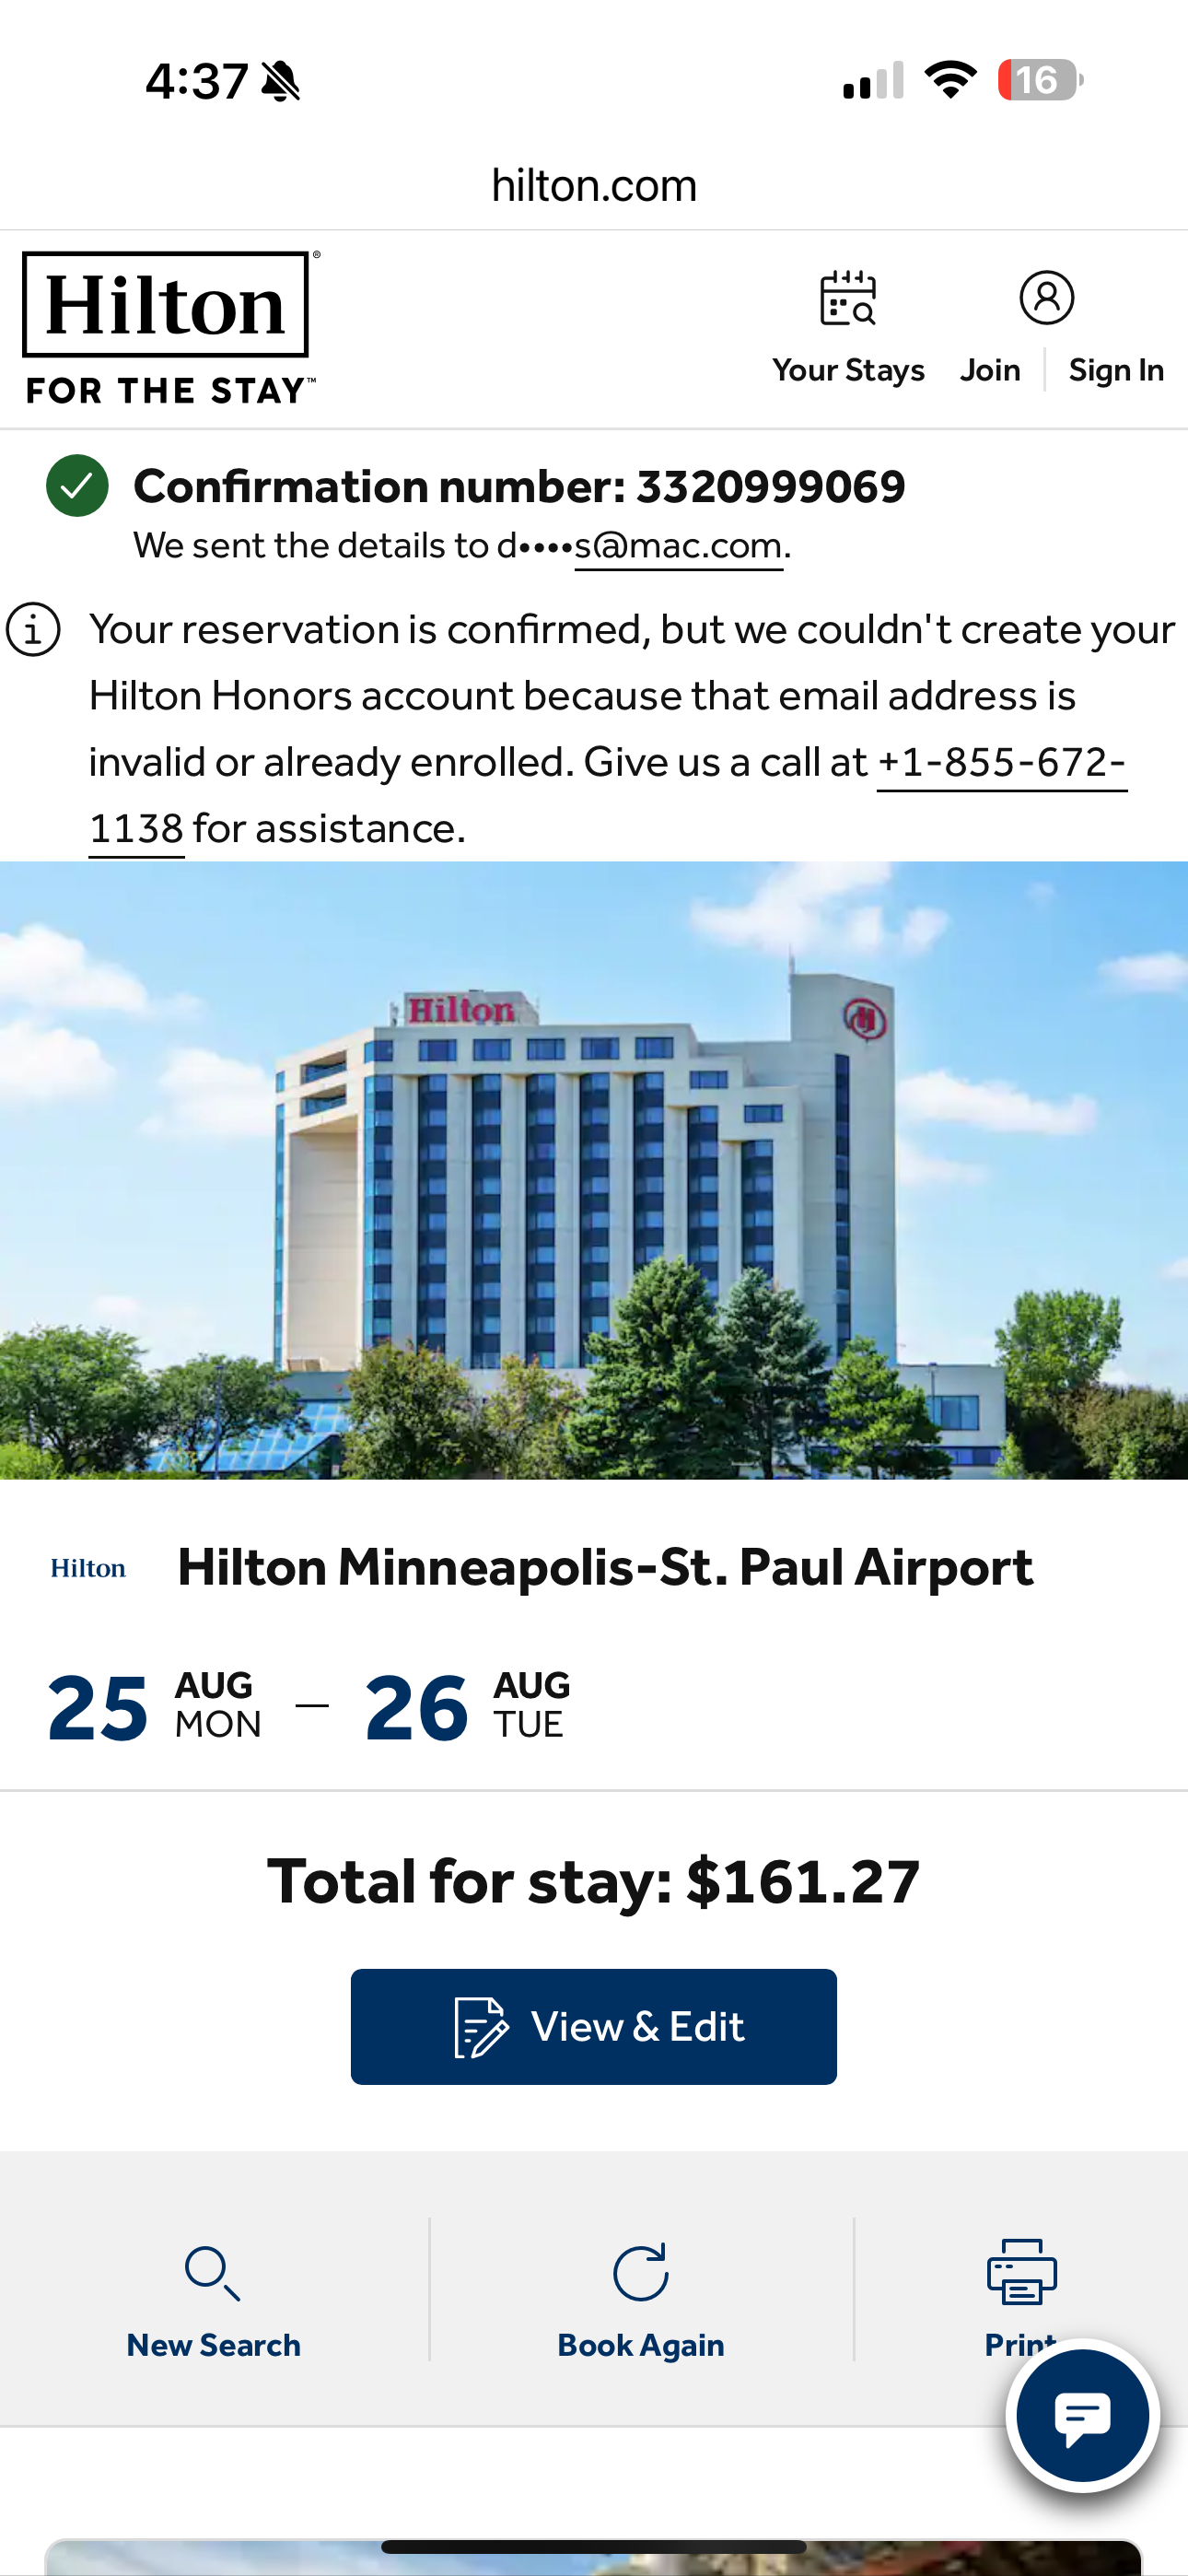 4:37
16
hilton.com
Hilton®
FOR THE STAY™
Your Stays
Join
Sign In
Confirmation number: 3320999069
We sent the details to d••••s@mac.com.
Your reservation is confirmed, but we couldn't create your
Hilton Honors account because that email address is
invalid or already enrolled. Give us a call at +1-855-672-
1138 for assistance.
Hilton
H
Hilton
Hilton Minneapolis-St. Paul Airport
25 AUG MON – 26 AUG TUE
Total for stay: $161.27
View & Edit
New Search
Book Again
Print